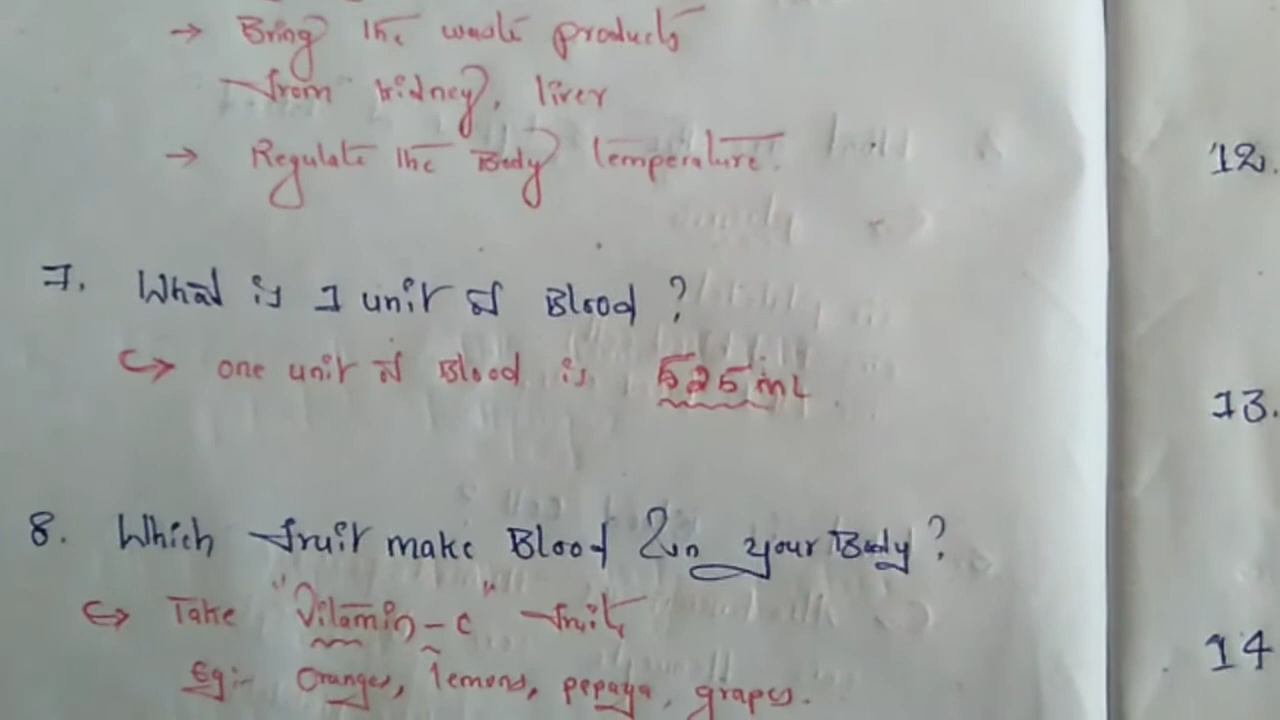 → Bring the waste products
from kidney, liver
→ Regulate the Body temperature.
7. What is 1 unit of Blood ?
↪ one unit of Blood is 525 mL
8. Which fruit make Blood In your Body ?
↪ Take "Vitamin-c" fruits
Eg:- Oranges, lemons, pepaya, grapes.
12.
13.
14